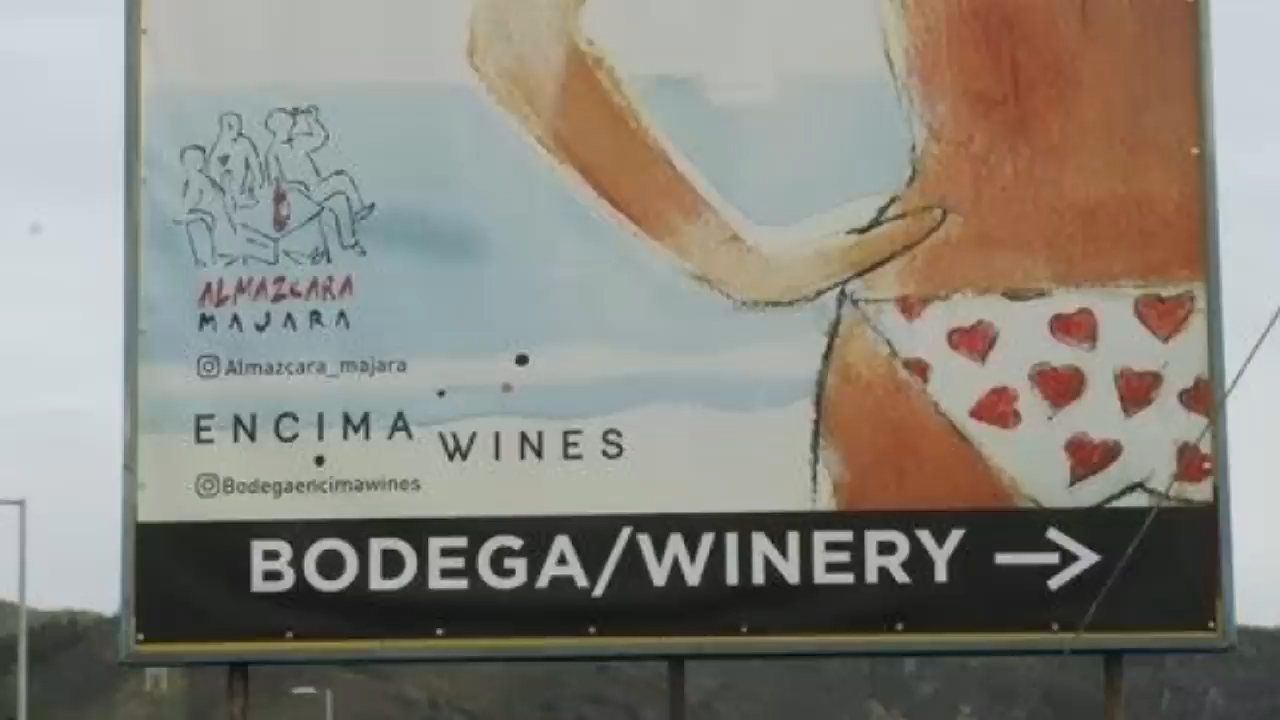 ALMAZCARA
MAJARA
Almazcara_majara
ENCIMA WINES
Bodegaencimawines
BODEGA/WINERY →